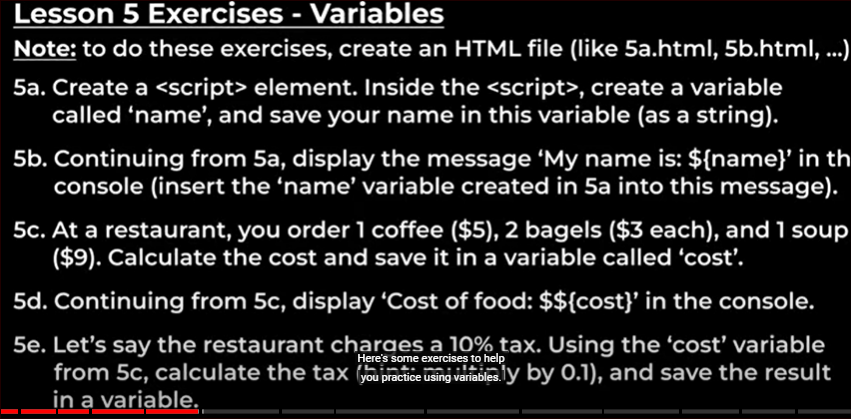 Lesson 5 Exercises - Variables
Note: to do these exercises, create an HTML file (like 5a.html, 5b.html, ...)
5a. Create a <script> element. Inside the <script>, create a variable
called ‘name’, and save your name in this variable (as a string).
5b. Continuing from 5a, display the message ‘My name is: ${name}’ in th
console (insert the ‘name’ variable created in 5a into this message).
5c. At a restaurant, you order 1 coffee ($5), 2 bagels ($3 each), and 1 soup
($9). Calculate the cost and save it in a variable called ‘cost’.
5d. Continuing from 5c, display ‘Cost of food: $${cost}’ in the console.
5e. Let’s say the restaurant charges a 10% tax. Using the ‘cost’ variable
from 5c, calculate the tax (hint: multiply by 0.1), and save the result
in a variable.
Here's some exercises to help
you practice using variables.